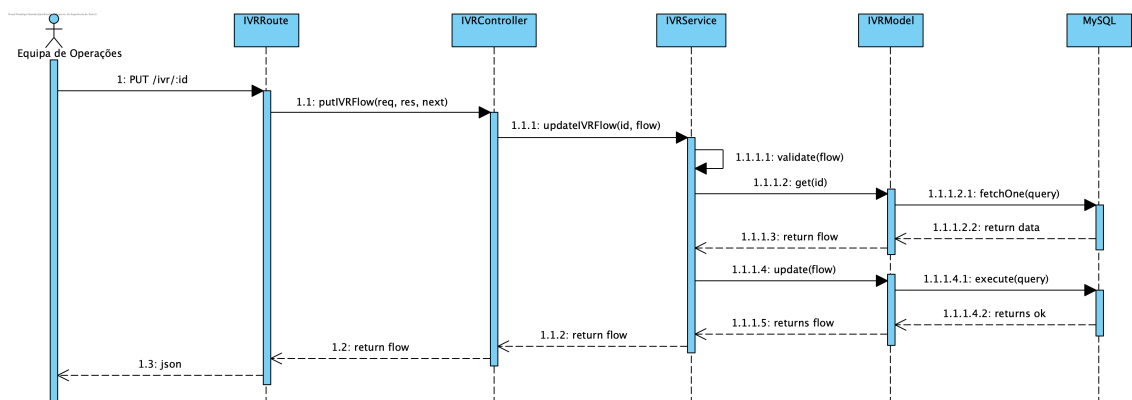 IVRRoute
IVRController
IVRService
IVRModel
MySQL
Equipa de Operações
1: PUT /ivr/:id
1.1: putIVRFlow(req, res, next)
1.1.1: updateIVRFlow(id, flow)
1.1.1.1: validate(flow)
1.1.1.2: get(id)
1.1.1.2.1: fetchOne(query)
1.1.1.2.2: return data
1.1.1.3: return flow
1.1.1.4: update(flow)
1.1.1.4.1: execute(query)
1.1.1.4.2: returns ok
1.1.1.5: returns flow
1.1.2: return flow
1.2: return flow
1.3: json